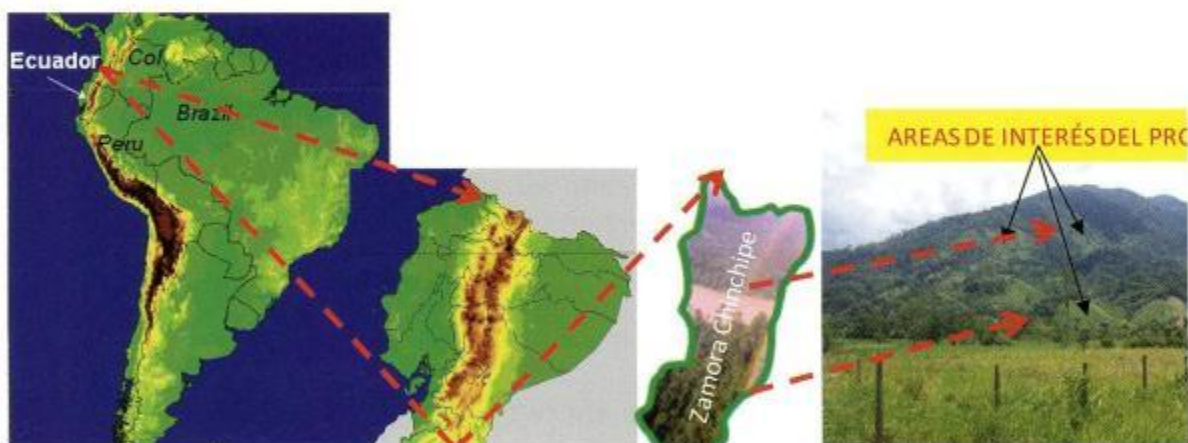 Ecuador
Col
Brazil
Peru
Zamora Chinchipe
AREAS DE INTERÉS DEL PRO